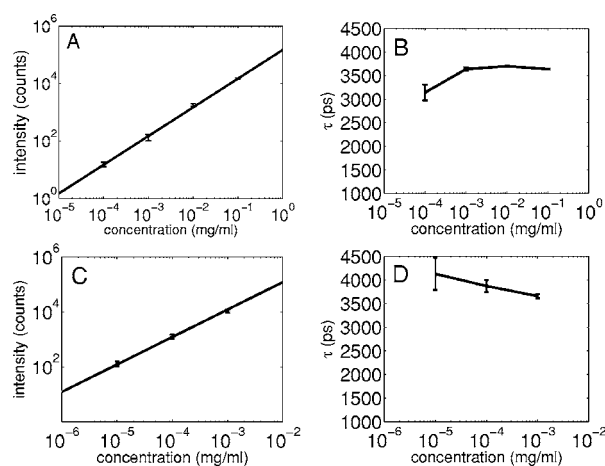 A
intensity (counts)
10^6
10^4
10^2
10^0
10^-5 10^-4 10^-3 10^-2 10^-1 10^0
concentration (mg/ml)
B
τ (ps)
4500
4000
3500
3000
2500
2000
1500
1000
10^-5 10^-4 10^-3 10^-2 10^-1 10^0
concentration (mg/ml)
C
intensity (counts)
10^6
10^4
10^2
10^-6 10^-5 10^-4 10^-3 10^-2
concentration (mg/ml)
D
τ (ps)
4500
4000
3500
3000
2500
2000
1500
1000
10^-6 10^-5 10^-4 10^-3 10^-2
concentration (mg/ml)